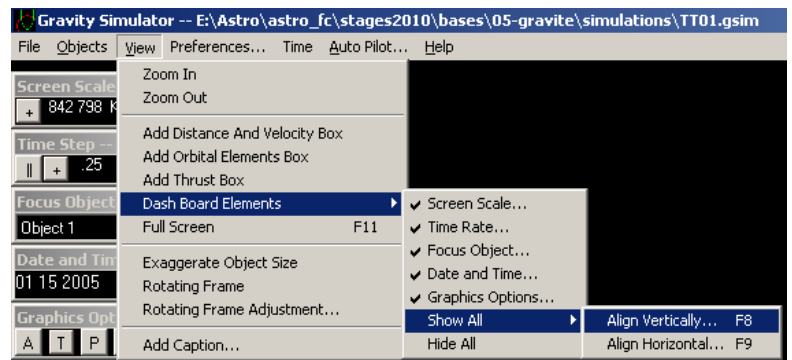 Gravity Simulator -- E:\Astro\astro_fc\stages2010\bases\05-gravite\simulations\TT01.gsim
File Objects View Preferences... Time Auto Pilot... Help
Screen Scale
+ 842 798
Time Step --
|| + .25
Focus Object
Object 1
Date and Tim
01 15 2005
Graphics Opt
A T P
Zoom In
Zoom Out
Add Distance And Velocity Box
Add Orbital Elements Box
Add Thrust Box
Dash Board Elements
Full Screen F11
Exaggerate Object Size
Rotating Frame
Rotating Frame Adjustment...
Add Caption...
Screen Scale...
Time Rate...
Focus Object...
Date and Time...
Graphics Options...
Show All
Hide All
Align Vertically... F8
Align Horizontal... F9